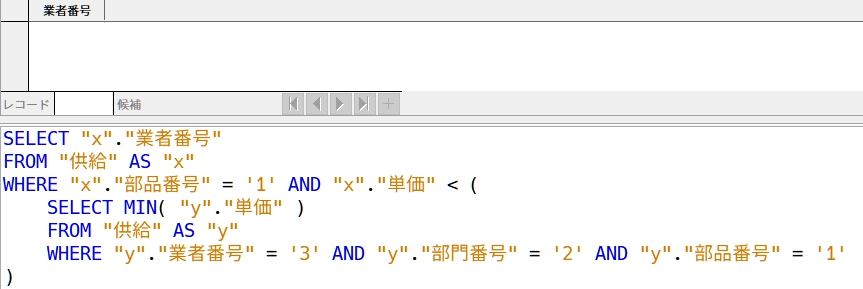 業者番号
レコード 候補
SELECT "x"."業者番号"
FROM "供給" AS "x"
WHERE "x"."部品番号" = '1' AND "x"."単価" < (
    SELECT MIN( "y"."単価" )
    FROM "供給" AS "y"
    WHERE "y"."業者番号" = '3' AND "y"."部門番号" = '2' AND "y"."部品番号" = '1'
)